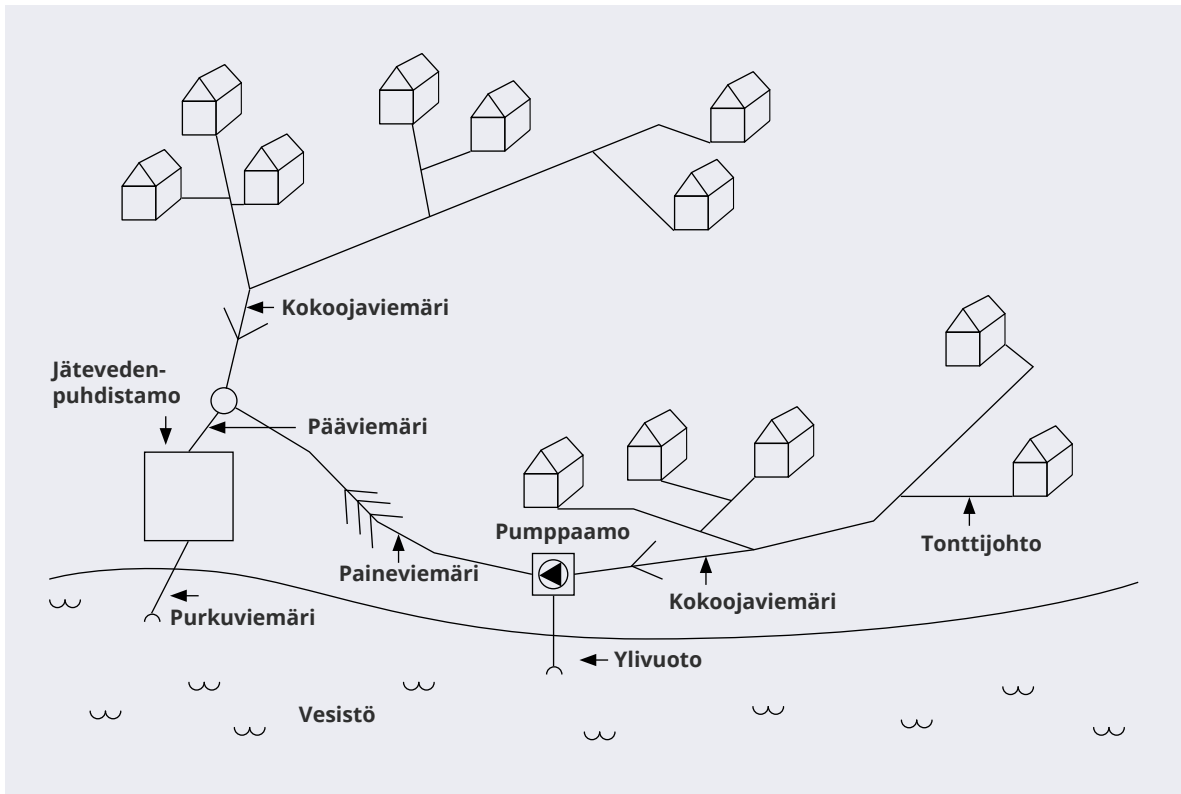 Kokoojaviemäri
Jäteveden-
puhdistamo
Pääviemäri
Pumppaamo
Tonttijohto
Paineviemäri
Kokoojaviemäri
Purkuviemäri
Ylivuoto
Vesistö